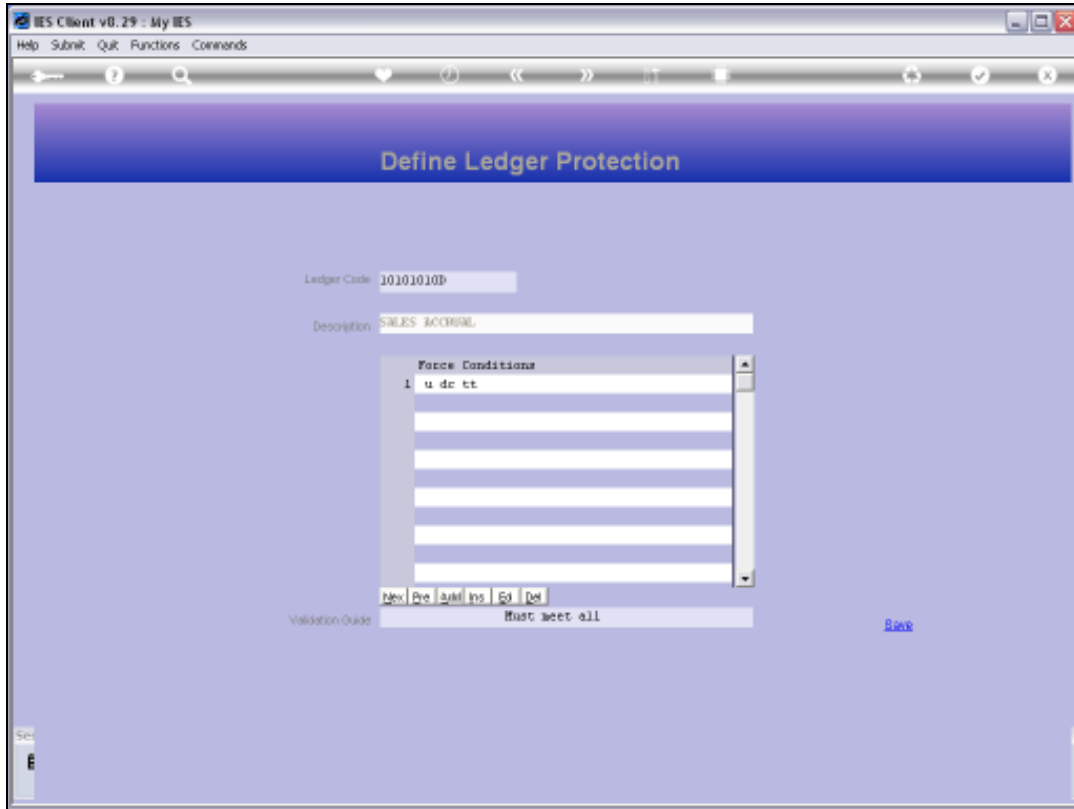 IES Client v8.29 : My IES
Help Submit Quit Functions Commands
Define Ledger Protection
Ledger Code 10101010D
Description SALES ACCRUAL
Force Conditions
1 u dr tt
Nex Pre Add Ins Ed Del
Validation Guide Must meet all
Save